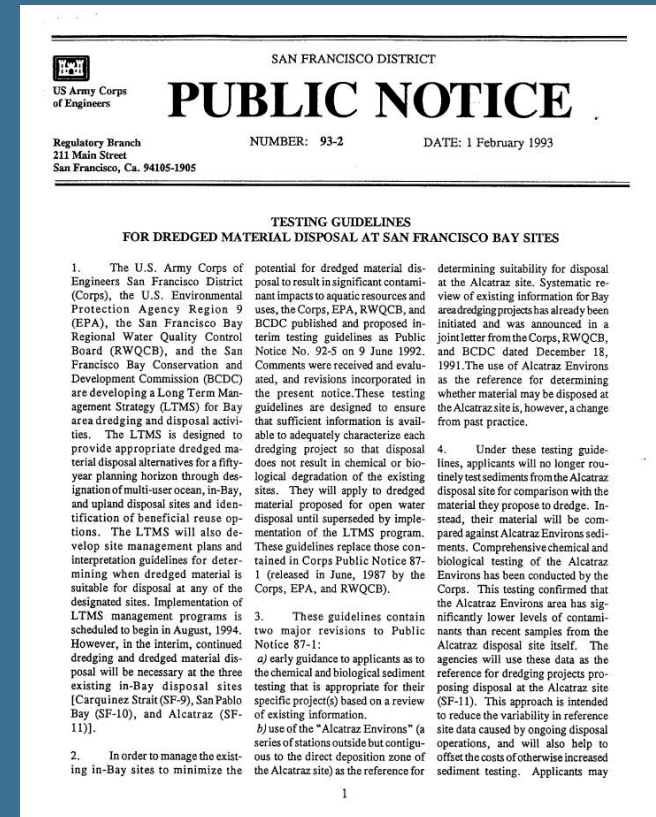 SAN FRANCISCO DISTRICT
US Army Corps
of Engineers
PUBLIC NOTICE
Regulatory Branch
211 Main Street
San Francisco, Ca. 94105-1905
NUMBER: 93-2
DATE: 1 February 1993
TESTING GUIDELINES
FOR DREDGED MATERIAL DISPOSAL AT SAN FRANCISCO BAY SITES
1. The U.S. Army Corps of
Engineers San Francisco District
(Corps), the U.S. Environmental
Protection Agency Region 9
(EPA), the San Francisco Bay
Regional Water Quality Control
Board (RWQCB), and the San
Francisco Bay Conservation and
Development Commission (BCDC)
are developing a Long Term Man-
agement Strategy (LTMS) for Bay
area dredging and disposal activi-
ties. The LTMS is designed to
provide appropriate dredged ma-
terial disposal alternatives for a fifty-
year planning horizon through des-
ignation of multi-user ocean, in-Bay,
and upland disposal sites and iden-
tification of beneficial reuse op-
tions. The LTMS will also de-
velop site management plans and
interpretation guidelines for deter-
mining when dredged material is
suitable for disposal at any of the
designated sites. Implementation of
LTMS management programs is
scheduled to begin in August, 1994.
However, in the interim, continued
dredging and dredged material dis-
posal will be necessary at the three
existing in-Bay disposal sites
[Carquinez Strait (SF-9), San Pablo
Bay (SF-10), and Alcatraz (SF-
11)].
2. In order to manage the exist-
ing in-Bay sites to minimize the
potential for dredged material dis-
posal to result in significant contami-
nant impacts to aquatic resources and
uses, the Corps, EPA, RWQCB, and
BCDC published and proposed in-
terim testing guidelines as Public
Notice No. 92-5 on 9 June 1992.
Comments were received and evalu-
ated, and revisions incorporated in
the present notice.These testing
guidelines are designed to ensure
that sufficient information is avail-
able to adequately characterize each
dredging project so that disposal
does not result in chemical or bio-
logical degradation of the existing
sites. They will apply to dredged
material proposed for open water
disposal until superseded by imple-
mentation of the LTMS program.
These guidelines replace those con-
tained in Corps Public Notice 87-
1 (released in June, 1987 by the
Corps, EPA, and RWQCB).
3. These guidelines contain
two major revisions to Public
Notice 87-1:
a) early guidance to applicants as to
the chemical and biological sediment
testing that is appropriate for their
specific project(s) based on a review
of existing information.
b) use of the "Alcatraz Environs" (a
series of stations outside but contigu-
ous to the direct deposition zone of
the Alcatraz site) as the reference for
determining suitability for disposal
at the Alcatraz site. Systematic re-
view of existing information for Bay
area dredging projects has already been
initiated and was announced in a
joint letter from the Corps, RWQCB,
and BCDC dated December 18,
1991.The use of Alcatraz Environs
as the reference for determining
whether material may be disposed at
the Alcatraz site is, however, a change
from past practice.
4. Under these testing guide-
lines, applicants will no longer rou-
tinely test sediments from the Alcatraz
disposal site for comparison with the
material they propose to dredge. In-
stead, their material will be com-
pared against Alcatraz Environs sedi-
ments. Comprehensive chemical and
biological testing of the Alcatraz
Environs has been conducted by the
Corps. This testing confirmed that
the Alcatraz Environs area has sig-
nificantly lower levels of contami-
nants than recent samples from the
Alcatraz disposal site itself. The
agencies will use these data as the
reference for dredging projects pro-
posing disposal at the Alcatraz site
(SF-11). This approach is intended
to reduce the variability in reference
site data caused by ongoing disposal
operations, and will also help to
offset the costs of otherwise increased
sediment testing. Applicants may
1